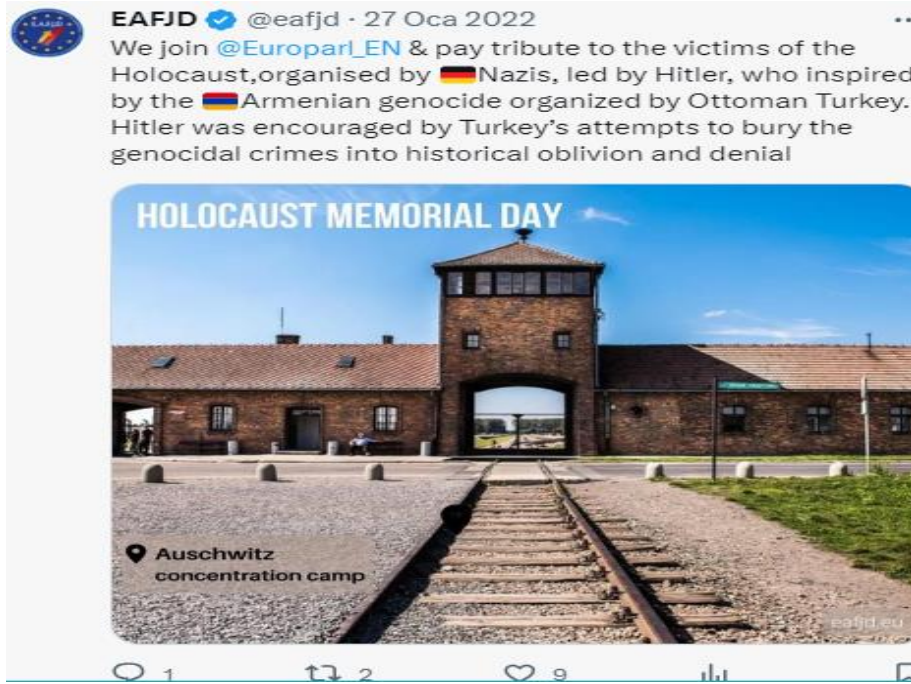 EAFJD @eafjd · 27 Oca 2022
We join @Europarl_EN & pay tribute to the victims of the
Holocaust,organised by 🇩🇪Nazis, led by Hitler, who inspired
by the 🇦🇲Armenian genocide organized by Ottoman Turkey.
Hitler was encouraged by Turkey’s attempts to bury the
genocidal crimes into historical oblivion and denial
HOLOCAUST MEMORIAL DAY
Auschwitz
concentration camp
eafjd.eu
1 2 9